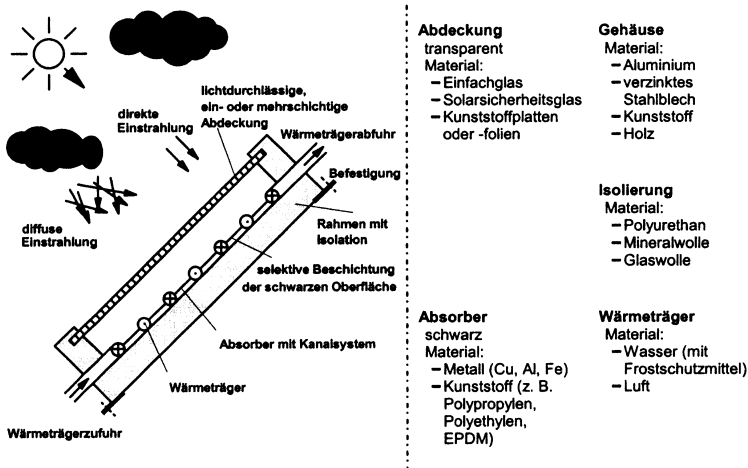 lichtdurchlässige,
ein- oder mehrschichtige
Abdeckung
direkte
Einstrahlung
Wärmeträgerabfuhr
Befestigung
diffuse
Einstrahlung
Rahmen mit
Isolation
selektive Beschichtung
der schwarzen Oberfläche
Absorber mit Kanalsystem
Wärmeträger
Wärmeträgerzufuhr
Abdeckung
transparent
Material:
– Einfachglas
– Solarsicherheitsglas
– Kunststoffplatten
oder -folien
Gehäuse
Material:
– Aluminium
– verzinktes
Stahlblech
– Kunststoff
– Holz
Isolierung
Material:
– Polyurethan
– Mineralwolle
– Glaswolle
Absorber
schwarz
Material:
– Metall (Cu, Al, Fe)
– Kunststoff (z. B.
Polypropylen,
Polyethylen,
EPDM)
Wärmeträger
Material:
– Wasser (mit
Frostschutzmittel)
– Luft